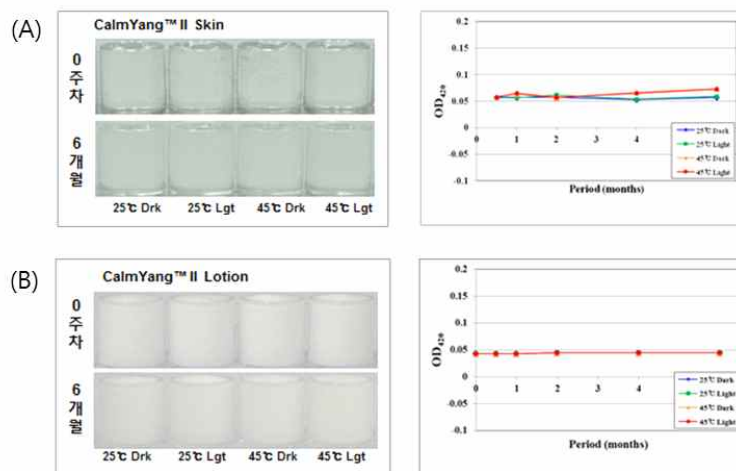 (A)
CalmYang™ II Skin
0
주
차
6
개
월
25℃ Drk 25℃ Lgt 45℃ Drk 45℃ Lgt
0.2
0.15
0.1
0.05
0
-0.05
-0.1
OD420
0 1 2 4
Period (months)
25℃ Dark
25℃ Light
45℃ Dark
45℃ Light
(B)
CalmYang™ II Lotion
0
주
차
6
개
월
25℃ Drk 25℃ Lgt 45℃ Drk 45℃ Lgt
0.2
0.15
0.1
0.05
0
-0.05
-0.1
OD420
0 1 2 4
Period (months)
25℃ Dark
25℃ Light
45℃ Dark
45℃ Light